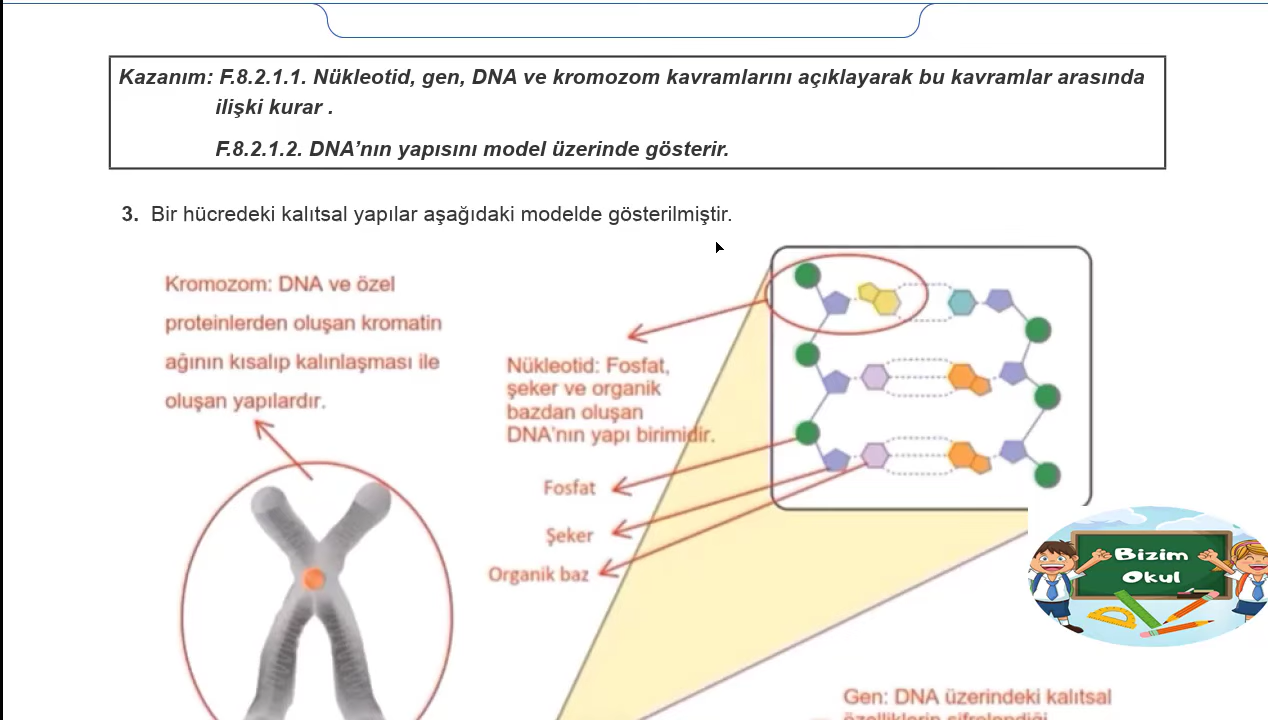 Kazanım: F.8.2.1.1. Nükleotid, gen, DNA ve kromozom kavramlarını açıklayarak bu kavramlar arasında
ilişki kurar .
F.8.2.1.2. DNA’nın yapısını model üzerinde gösterir.
3. Bir hücredeki kalıtsal yapılar aşağıdaki modelde gösterilmiştir.
Kromozom: DNA ve özel
proteinlerden oluşan kromatin
ağının kısalıp kalınlaşması ile
oluşan yapılardır.
Nükleotid: Fosfat,
şeker ve organik
bazdan oluşan
DNA'nın yapı birimidir.
Fosfat
Şeker
Organik baz
Bizim
Okul
Gen: DNA üzerindeki kalıtsal
özelliklerin şifrelendiği